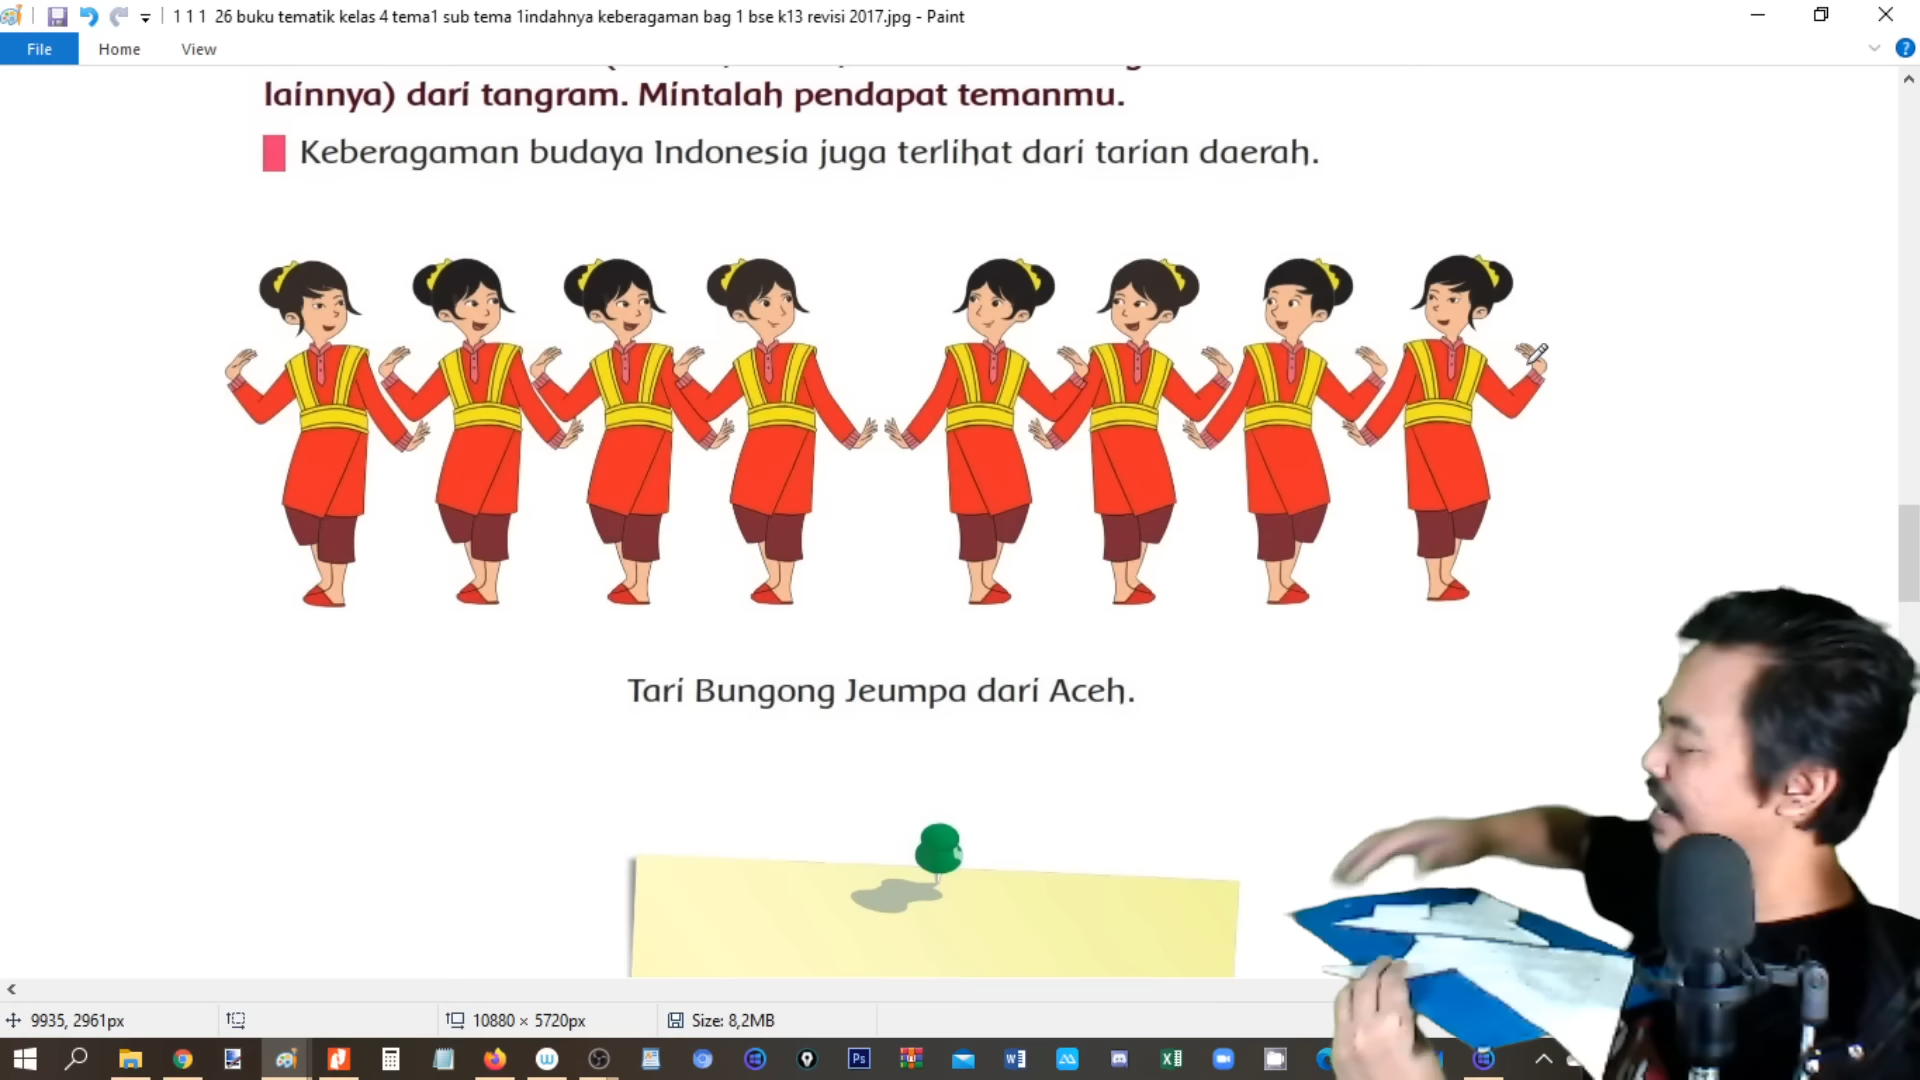 1 1 1  26 buku tematik kelas 4 tema1 sub tema 1indahnya keberagaman bag 1 bse k13 revisi 2017.jpg - Paint
File Home View
lainnya) dari tangram. Mintalah pendapat temanmu.
Keberagaman budaya Indonesia juga terlihat dari tarian daerah.
Tari Bungong Jeumpa dari Aceh.
9935, 2961px 10880 × 5720px Size: 8,2MB